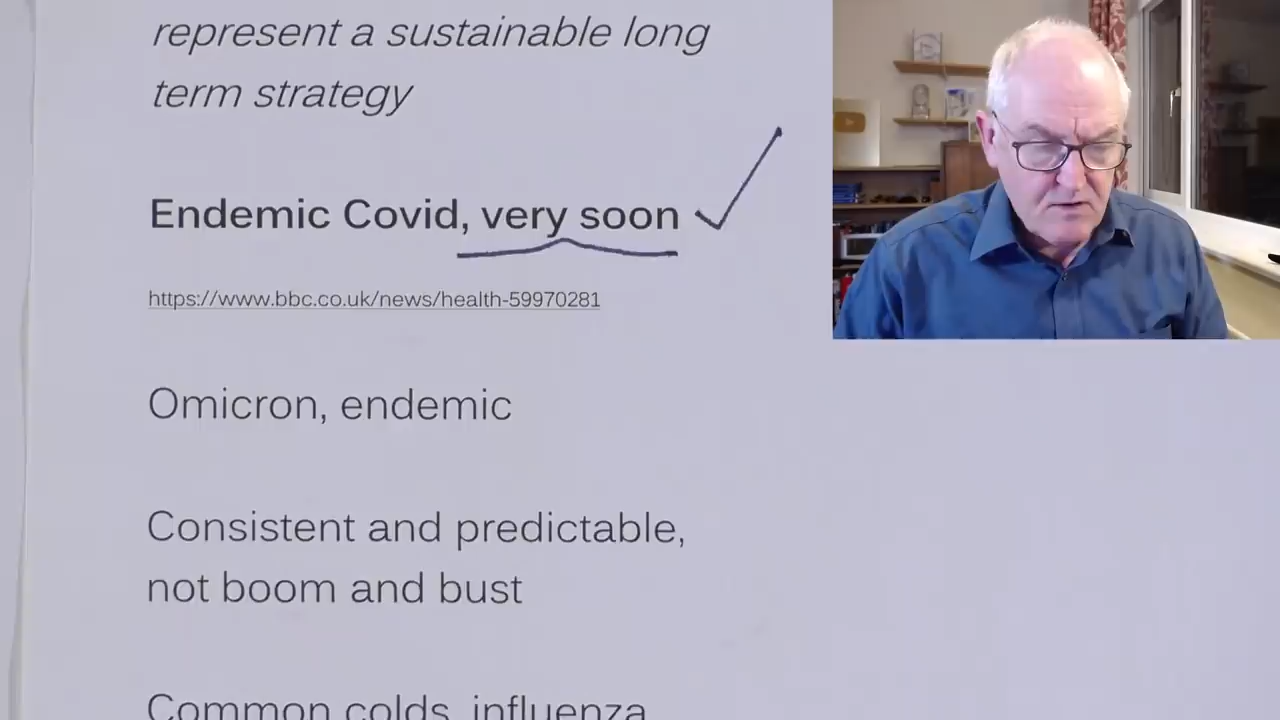 represent a sustainable long
term strategy
Endemic Covid, very soon
https://www.bbc.co.uk/news/health-59970281
Omicron, endemic
Consistent and predictable,
not boom and bust
Common colds, influenza